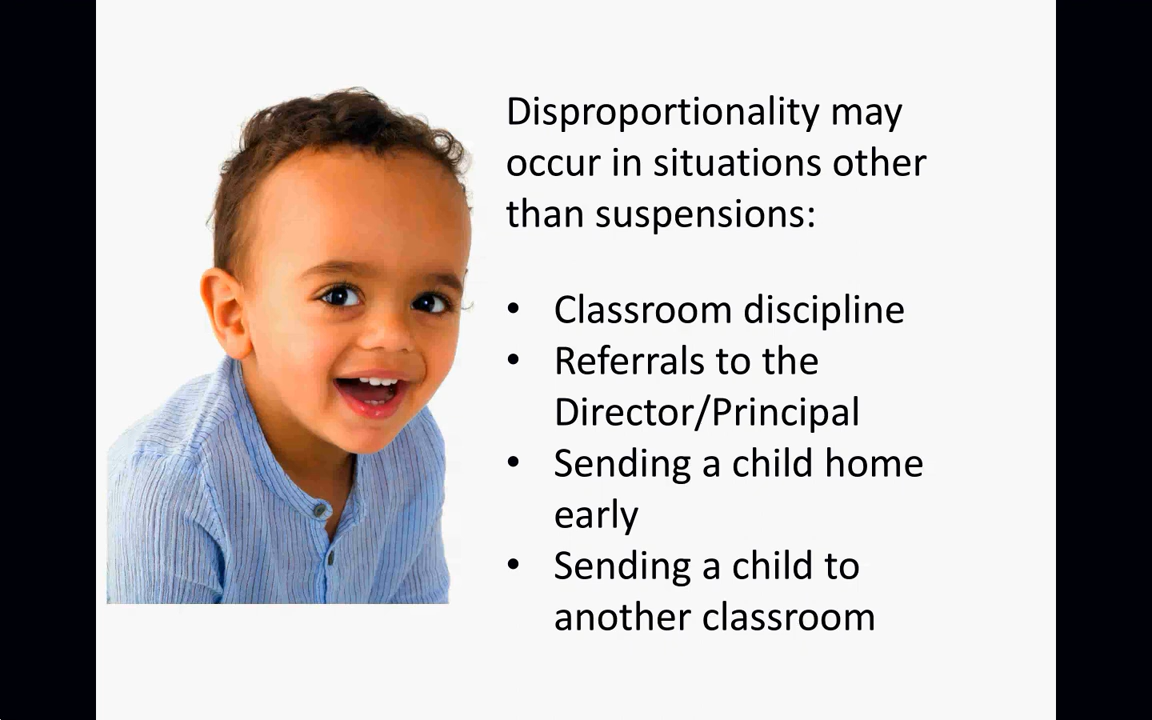 Disproportionality may
occur in situations other
than suspensions:
• Classroom discipline
• Referrals to the
Director/Principal
• Sending a child home
early
• Sending a child to
another classroom